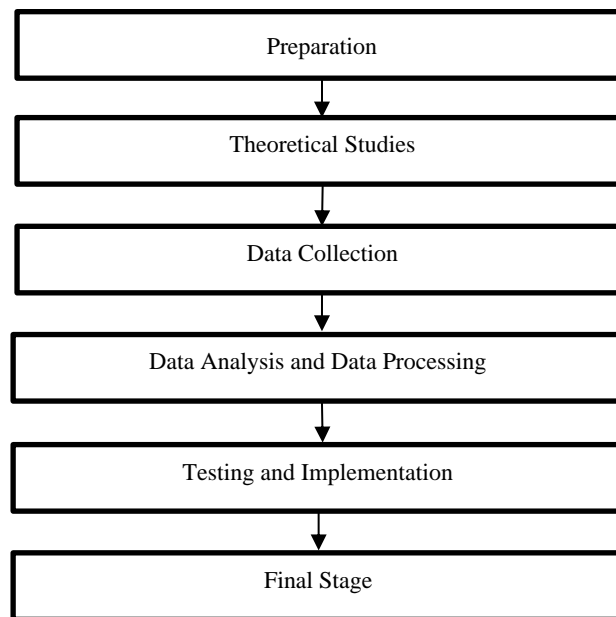 Preparation
Theoretical Studies
Data Collection
Data Analysis and Data Processing
Testing and Implementation
Final Stage